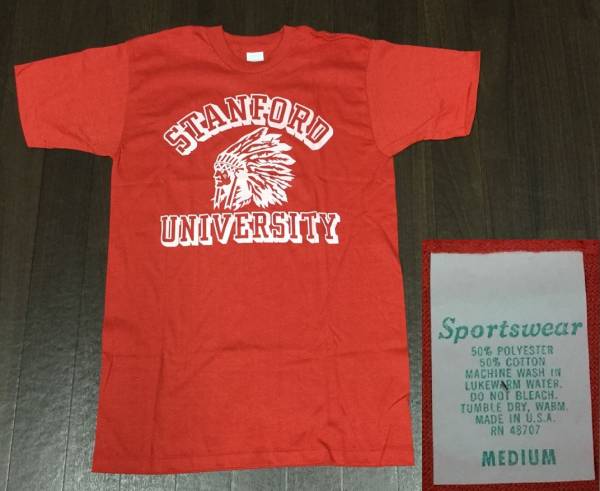 STANFORD
UNIVERSITY
Sportswear
50% POLYESTER
50% COTTON
MACHINE WASH IN
LUKEWARM WATER.
DO NOT BLEACH.
TUMBLE DRY, WARM.
MADE IN U.S.A.
RN 48707
MEDIUM